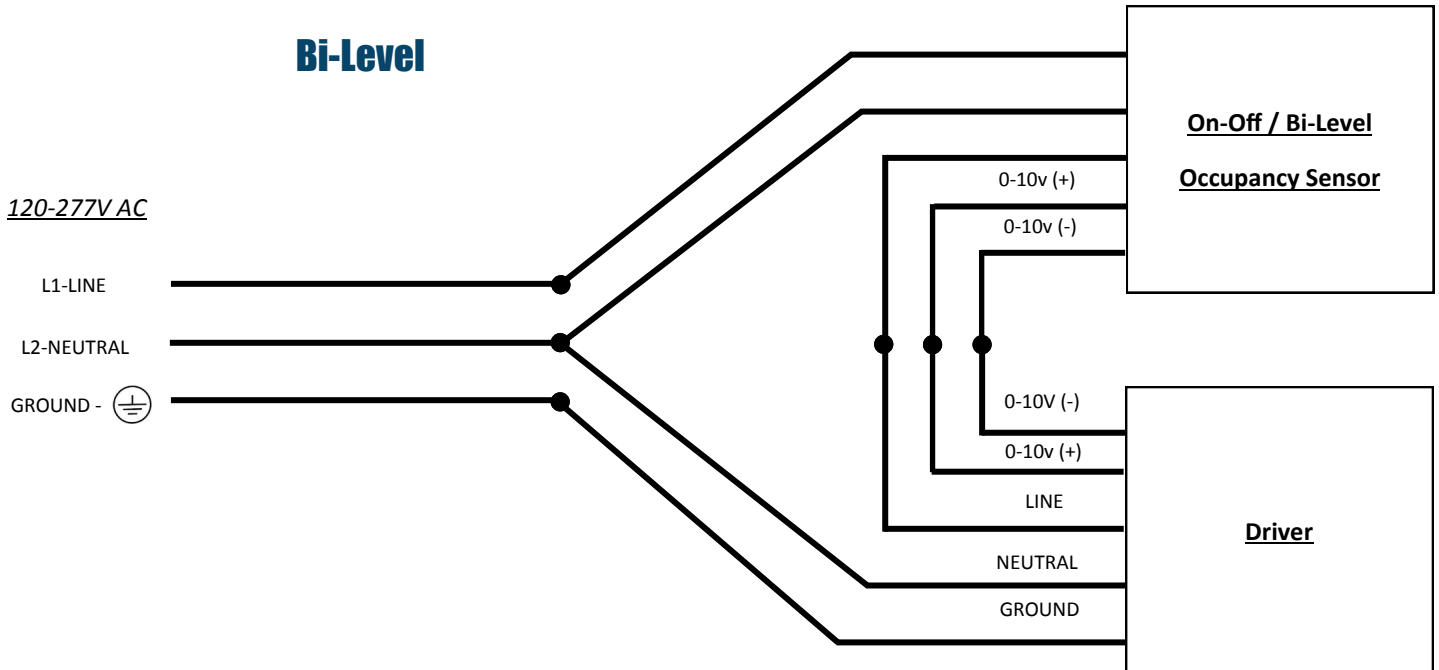 Bi-Level
On-Off / Bi-Level
Occupancy Sensor
0-10v (+)
0-10v (-)
120-277V AC
L1-LINE
L2-NEUTRAL
GROUND -
0-10V (-)
0-10v (+)
LINE
Driver
NEUTRAL
GROUND